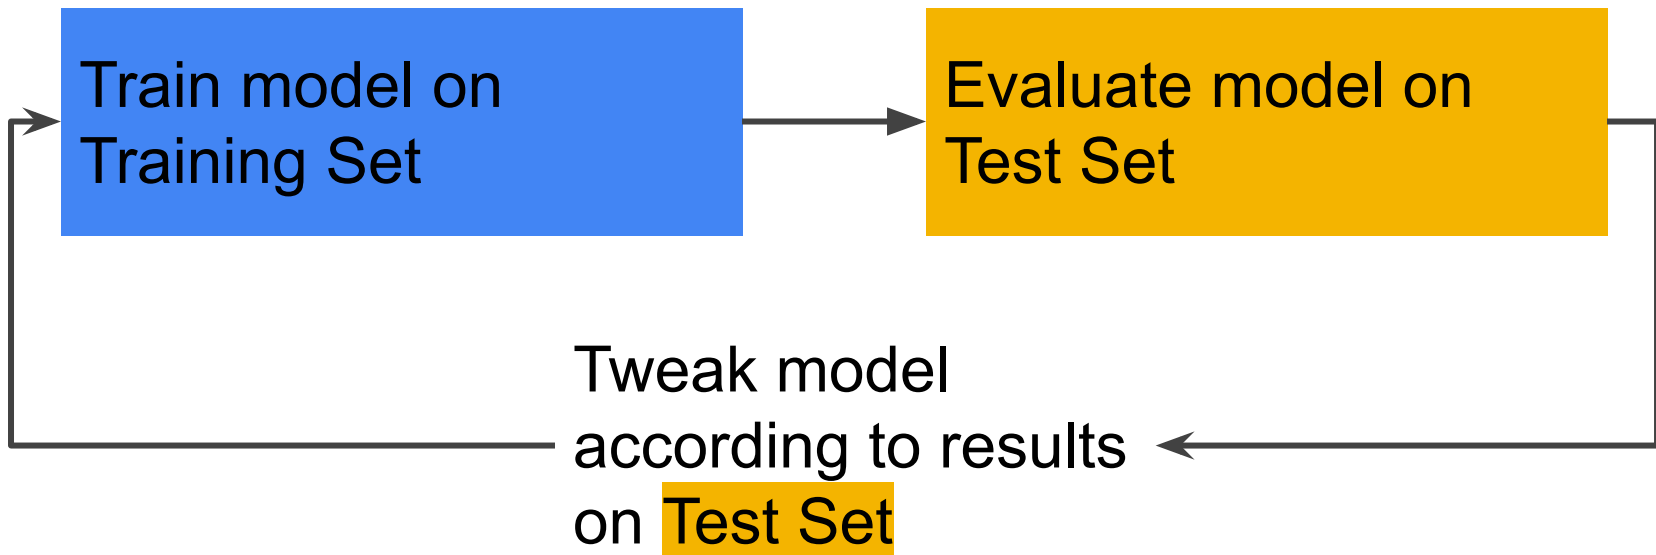 Train model on
Training Set
Evaluate model on
Test Set
Tweak model
according to results
on Test Set